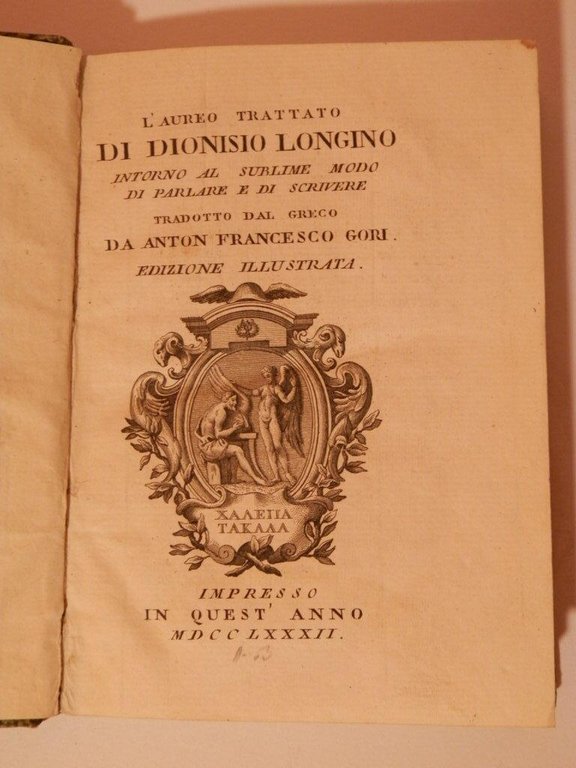 L'AUREO TRATTATO
DI DIONISIO LONGINO
INTORNO AL SUBLIME MODO
DI PARLARE E DI SCRIVERE
TRADOTTO DAL GRECO
DA ANTON FRANCESCO GORI.
EDIZIONE ILLUSTRATA.
ΧΑΛΕΠΑ
ΤΑΚΑΛΑ
IMPRESSO
IN QUEST' ANNO
MDCCLXXXII.